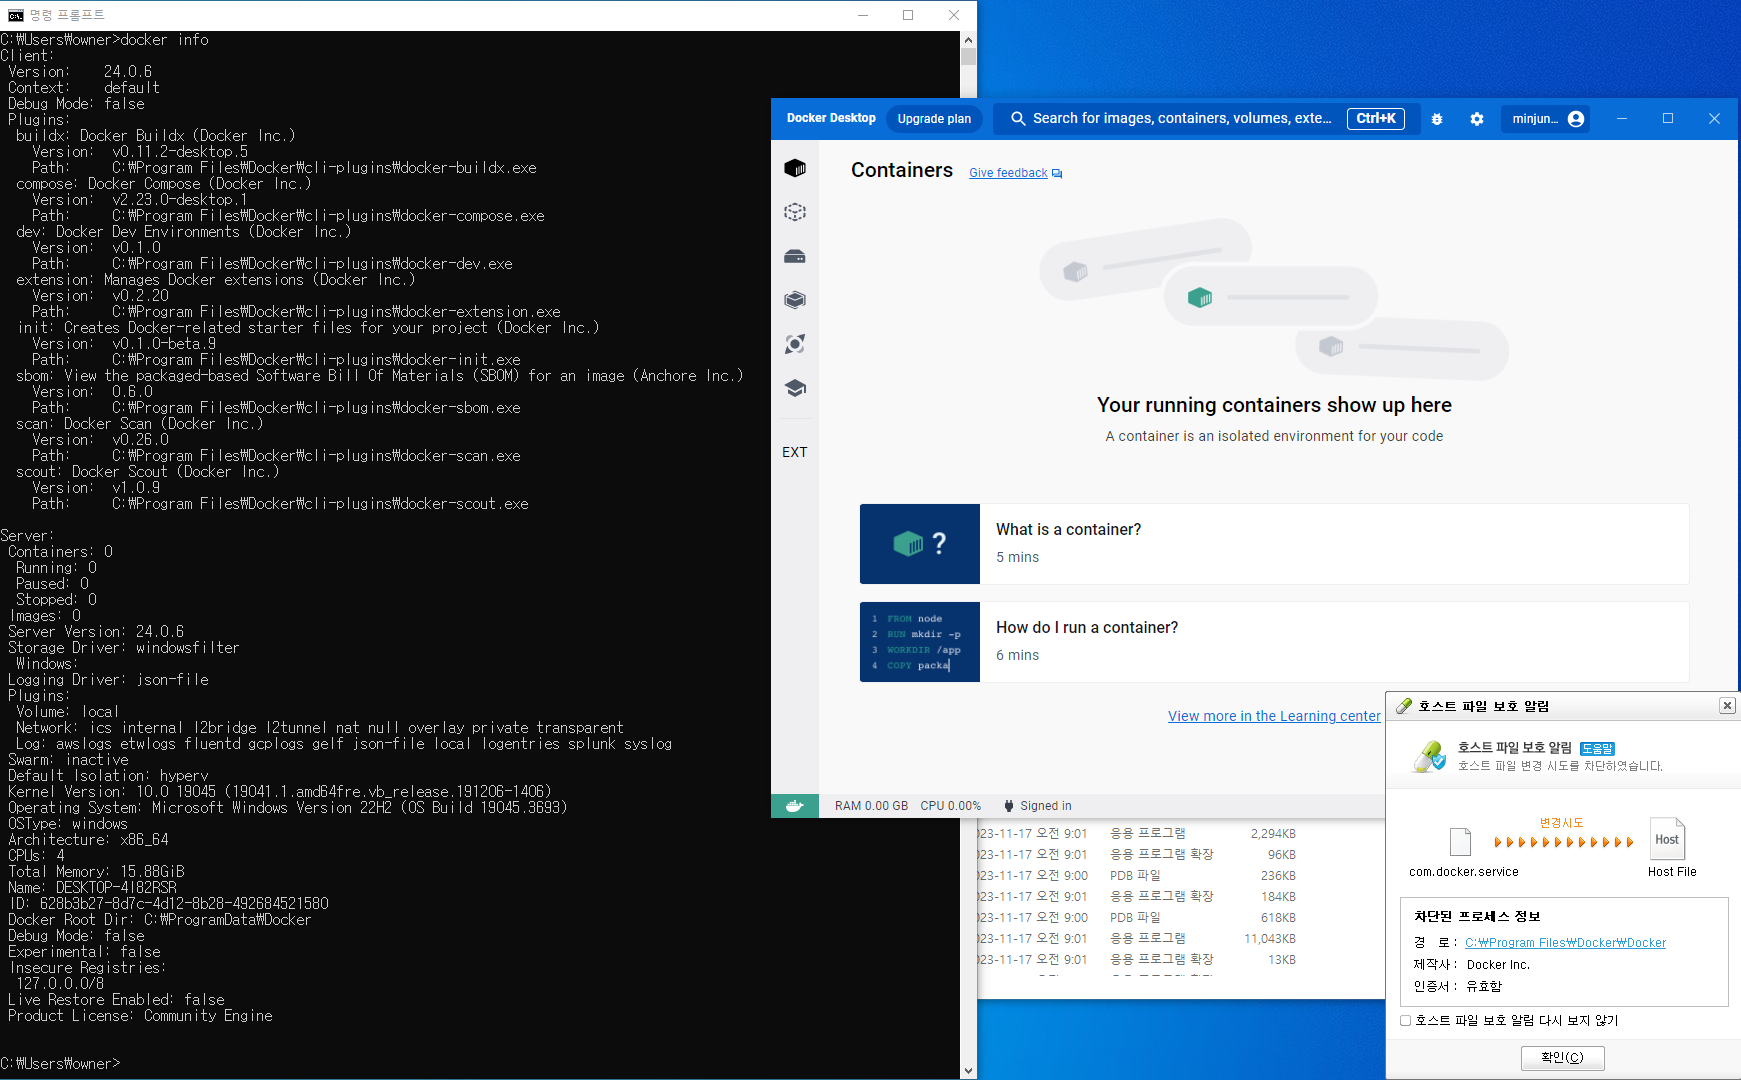 명령 프롬프트
C:\Users\owner>docker info
Client:
 Version:    24.0.6
 Context:    default
 Debug Mode: false
 Plugins:
  buildx: Docker Buildx (Docker Inc.)
    Version:  v0.11.2-desktop.5
    Path:     C:\Program Files\Docker\cli-plugins\docker-buildx.exe
  compose: Docker Compose (Docker Inc.)
    Version:  v2.23.0-desktop.1
    Path:     C:\Program Files\Docker\cli-plugins\docker-compose.exe
  dev: Docker Dev Environments (Docker Inc.)
    Version:  v0.1.0
    Path:     C:\Program Files\Docker\cli-plugins\docker-dev.exe
  extension: Manages Docker extensions (Docker Inc.)
    Version:  v0.2.20
    Path:     C:\Program Files\Docker\cli-plugins\docker-extension.exe
  init: Creates Docker-related starter files for your project (Docker Inc.)
    Version:  v0.1.0-beta.9
    Path:     C:\Program Files\Docker\cli-plugins\docker-init.exe
  sbom: View the packaged-based Software Bill Of Materials (SBOM) for an image (Anchore Inc.)
    Version:  0.6.0
    Path:     C:\Program Files\Docker\cli-plugins\docker-sbom.exe
  scan: Docker Scan (Docker Inc.)
    Version:  v0.26.0
    Path:     C:\Program Files\Docker\cli-plugins\docker-scan.exe
  scout: Docker Scout (Docker Inc.)
    Version:  v1.0.9
    Path:     C:\Program Files\Docker\cli-plugins\docker-scout.exe
Server:
 Containers: 0
  Running: 0
  Paused: 0
  Stopped: 0
 Images: 0
 Server Version: 24.0.6
 Storage Driver: windowsfilter
  Windows:
 Logging Driver: json-file
 Plugins:
  Volume: local
  Network: ics internal l2bridge l2tunnel nat null overlay private transparent
  Log: awslogs etwlogs fluentd gcplogs gelf json-file local logentries splunk syslog
 Swarm: inactive
 Default Isolation: hyperv
 Kernel Version: 10.0 19045 (19041.1.amd64fre.vb_release.191206-1406)
 Operating System: Microsoft Windows Version 22H2 (OS Build 19045.3693)
 OSType: windows
 Architecture: x86_64
 CPUs: 4
 Total Memory: 15.88GiB
 Name: DESKTOP-4I82RSR
 ID: 628b3b27-8d7c-4d12-8b28-492684521580
 Docker Root Dir: C:\ProgramData\Docker
 Debug Mode: false
 Experimental: false
 Insecure Registries:
  127.0.0.0/8
 Live Restore Enabled: false
 Product License: Community Engine
C:\Users\owner>
Docker Desktop Upgrade plan Search for images, containers, volumes, exte... Ctrl+K minjun...
Containers Give feedback
Your running containers show up here
A container is an isolated environment for your code
EXT
?
What is a container?
5 mins
1 FROM node
2 RUN mkdir -p
3 WORKDIR /app
4 COPY packa
How do I run a container?
6 mins
View more in the Learning center
RAM 0.00 GB CPU 0.00% Signed in
023-11-17 오전 9:01 응용 프로그램 2,294KB
023-11-17 오전 9:01 응용 프로그램 확장 96KB
023-11-17 오전 9:00 PDB 파일 236KB
023-11-17 오전 9:01 응용 프로그램 확장 184KB
023-11-17 오전 9:00 PDB 파일 618KB
023-11-17 오전 9:01 응용 프로그램 11,043KB
023-11-17 오전 9:01 응용 프로그램 확장 13KB
호스트 파일 보호 알림
호스트 파일 보호 알림 도움말
호스트 파일 변경 시도를 차단하였습니다.
변경시도
Host
com.docker.service Host File
차단된 프로세스 정보
경 로 : C:\Program Files\Docker\Docker
제작사 : Docker Inc.
인증서 : 유효함
호스트 파일 보호 알림 다시 보지 않기
확인(C)